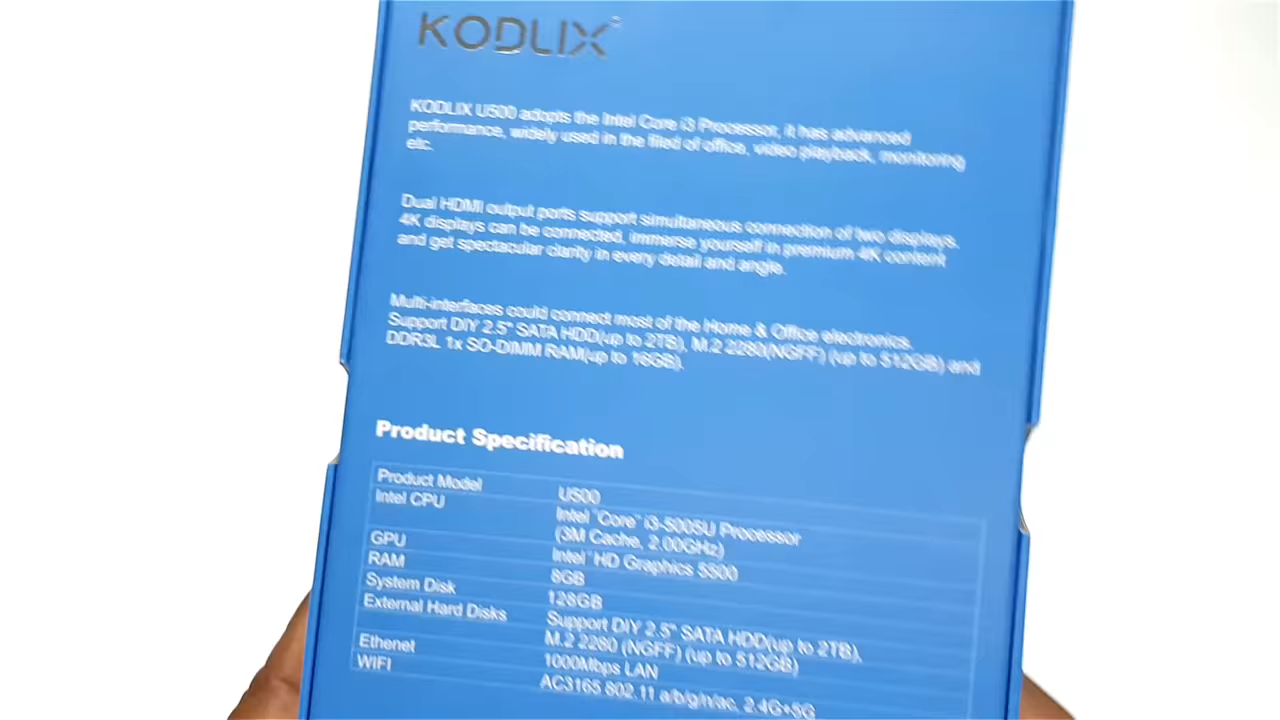 KODLIX
KODLIX U500 adopts the Intel Core i3 Processor, it has advanced
performance, widely used in the filed of office, video playback, monitoring
etc.
Dual HDMI output ports support simultaneous connection of two displays.
4K displays can be connected, immerse yourself in premium 4K content
and get spectacular clarity in every detail and angle.
Multi-interfaces could connect most of the Home & Office electronics.
Support DIY 2.5" SATA HDD(up to 2TB), M.2 2280(NGFF) (up to 512GB) and
DDR3L 1x SO-DIMM RAM(up to 16GB).
Product Specification
Product Model U500
Intel CPU Intel® Core™ i3-5005U Processor
(3M Cache, 2.00GHz)
GPU Intel® HD Graphics 5500
RAM 8GB
System Disk 128GB
External Hard Disks Support DIY 2.5" SATA HDD(up to 2TB),
M.2 2280 (NGFF) (up to 512GB)
Ethenet 1000Mbps LAN
WIFI AC3165 802.11 a/b/g/n/ac, 2.4G+5G